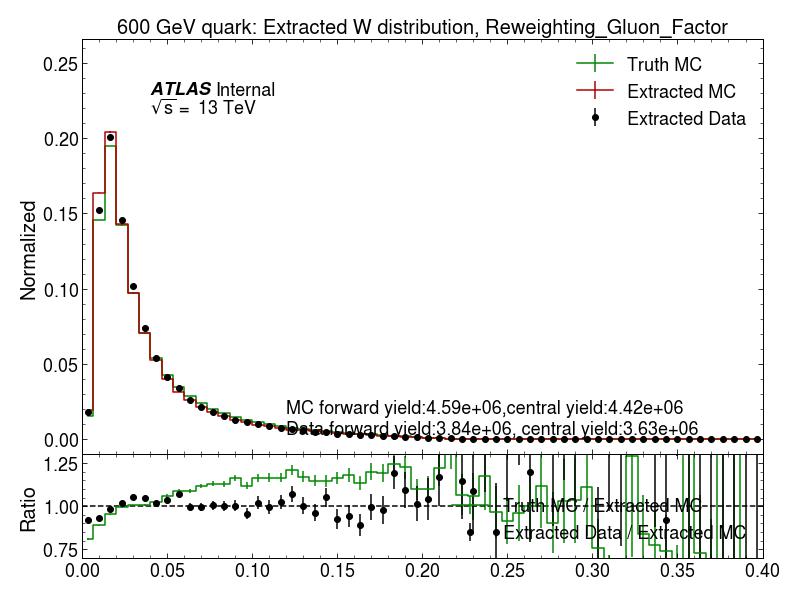 600 GeV quark: Extracted W distribution, Reweighting_Gluon_Factor
ATLAS Internal
√s = 13 TeV
Truth MC
Extracted MC
Extracted Data
Normalized
0.25
0.20
0.15
0.10
0.05
0.00
MC forward yield:4.59e+06,central yield:4.42e+06
Data forward yield:3.84e+06, central yield:3.63e+06
Ratio
1.25
1.00
0.75
Truth MC / Extracted MC
Extracted Data / Extracted MC
0.00 0.05 0.10 0.15 0.20 0.25 0.30 0.35 0.40